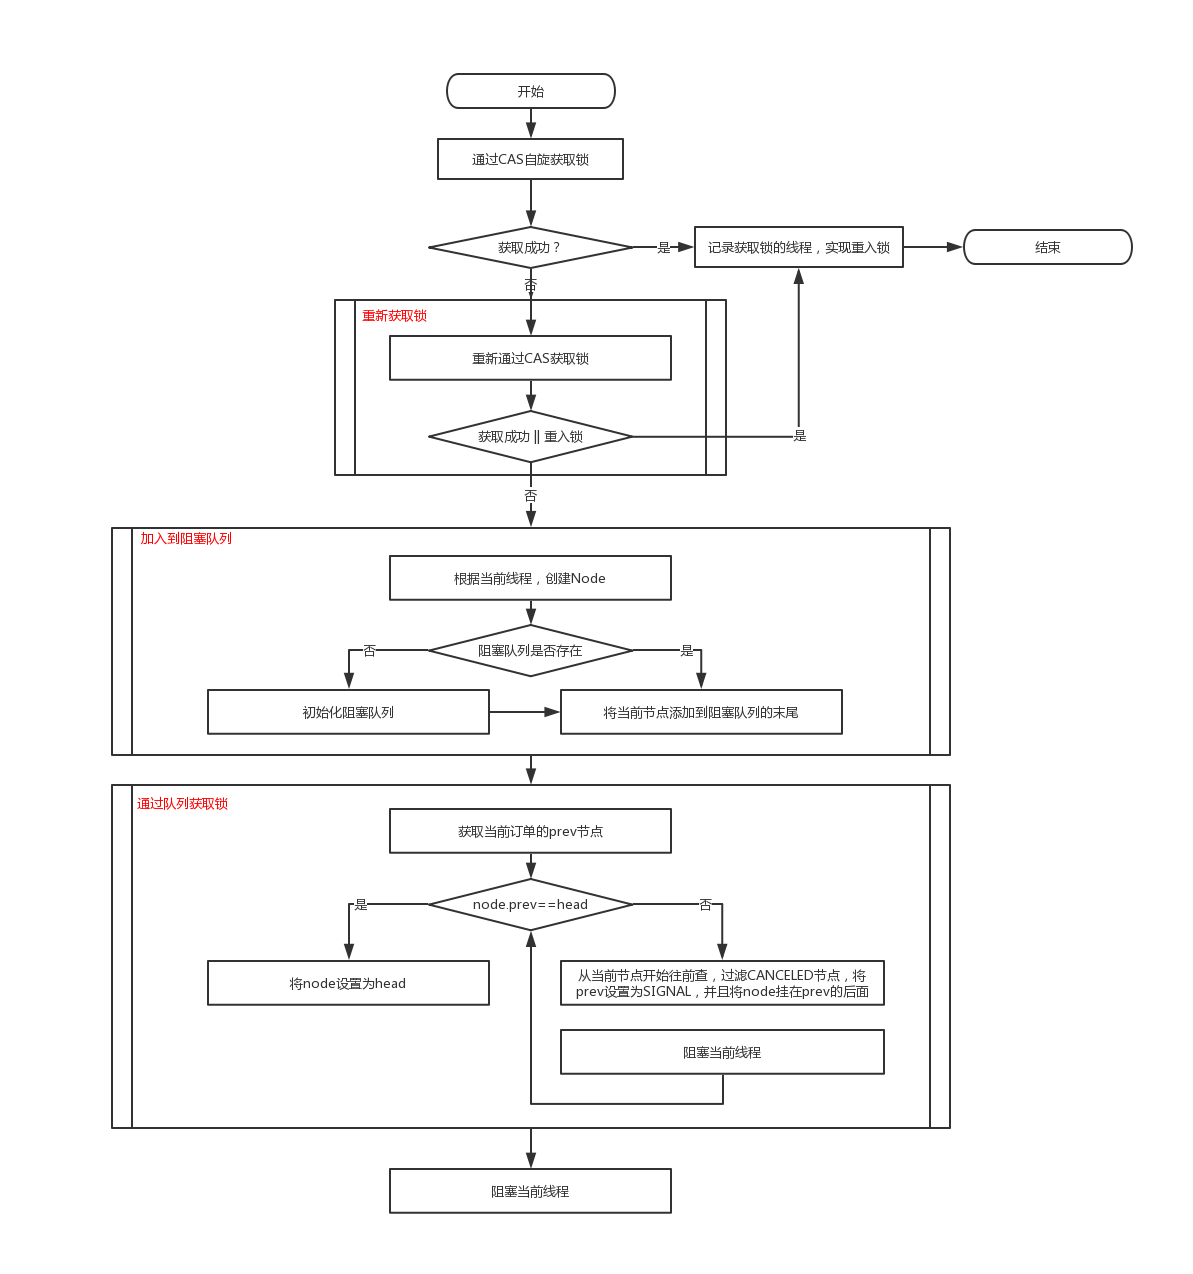 开始
通过CAS自旋获取锁
获取成功？
是
记录获取锁的线程，实现重入锁
结束
否
重新获取锁
重新通过CAS获取锁
获取成功 || 重入锁
是
否
加入到阻塞队列
根据当前线程，创建Node
阻塞队列是否存在
否
是
初始化阻塞队列
将当前节点添加到阻塞队列的末尾
通过队列获取锁
获取当前订单的prev节点
node.prev==head
是
否
将node设置为head
从当前节点开始往前查，过滤CANCELED节点，将
prev设置为SIGNAL，并且将node挂在prev的后面
阻塞当前线程
阻塞当前线程